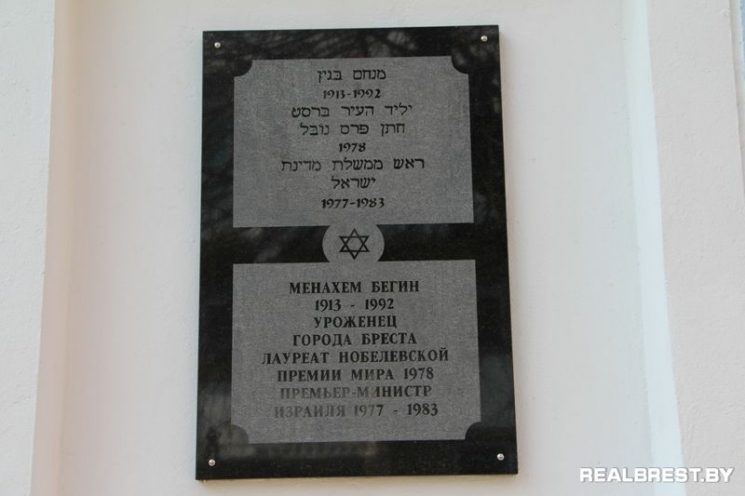 מנחם בגין
1913-1992
יליד העיר ברסט
חתן פרס נובל
1978
ראש ממשלת מדינת
ישראל
1977-1983
МЕНАХЕМ БЕГИН
1913 - 1992
УРОЖЕНЕЦ
ГОРОДА БРЕСТА
ЛАУРЕАТ НОБЕЛЕВСКОЙ
ПРЕМИИ МИРА 1978
ПРЕМЬЕР-МИНИСТР
ИЗРАИЛЯ 1977 - 1983
REALBREST.BY